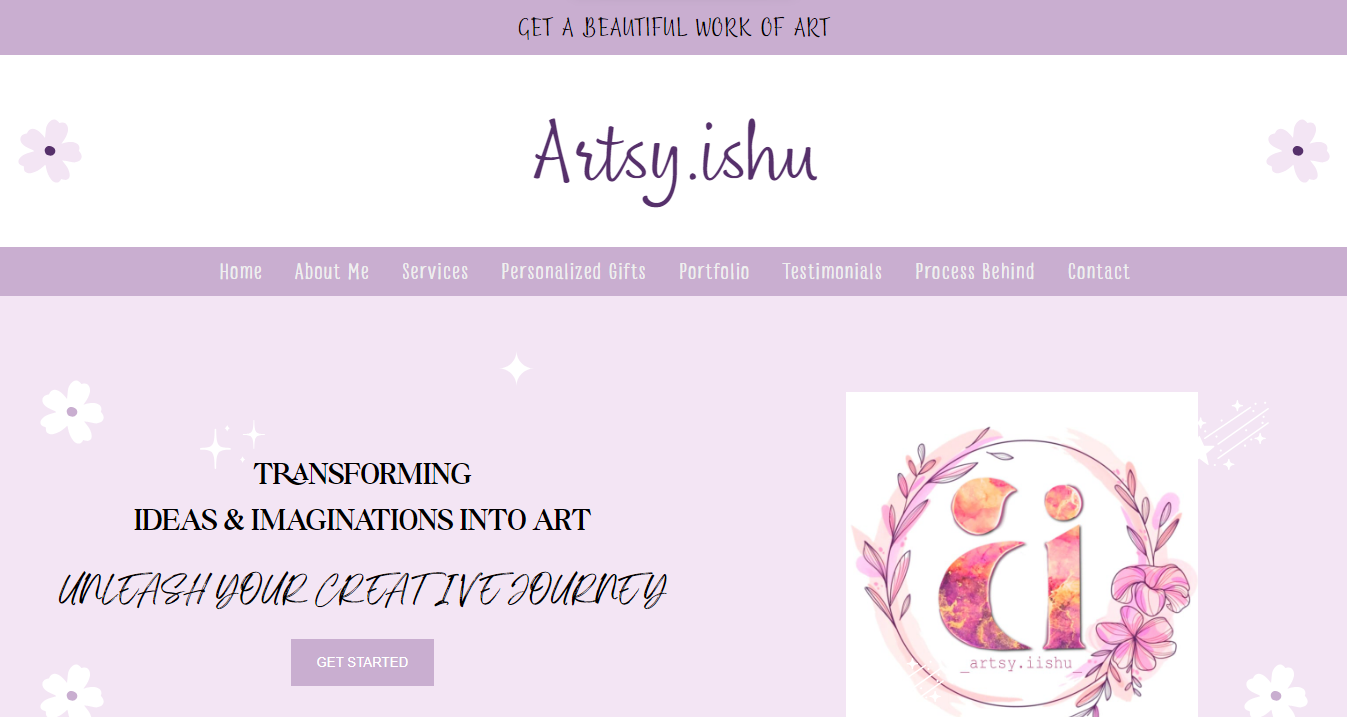 GET A BEAUTIFUL WORK OF ART
Artsy.ishu
Home About Me Services Personalized Gifts Portfolio Testimonials Process Behind Contact
TRANSFORMING
IDEAS & IMAGINATIONS INTO ART
UNLEASH YOUR CREATIVE JOURNEY
GET STARTED
ai
_artsy.iishu_